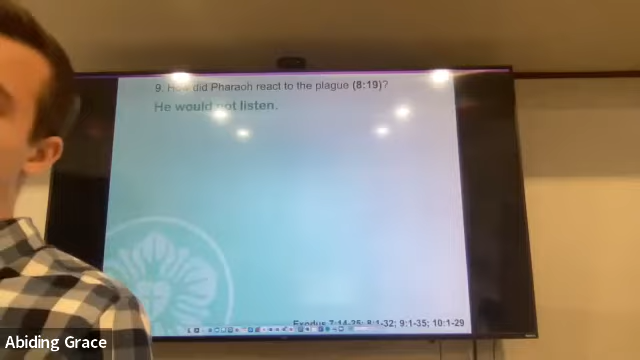 9. How did Pharaoh react to the plague (8:19)?
He would not listen.
Exodus 7:14-25; 8:1-32; 9:1-35; 10:1-29
Abiding Grace